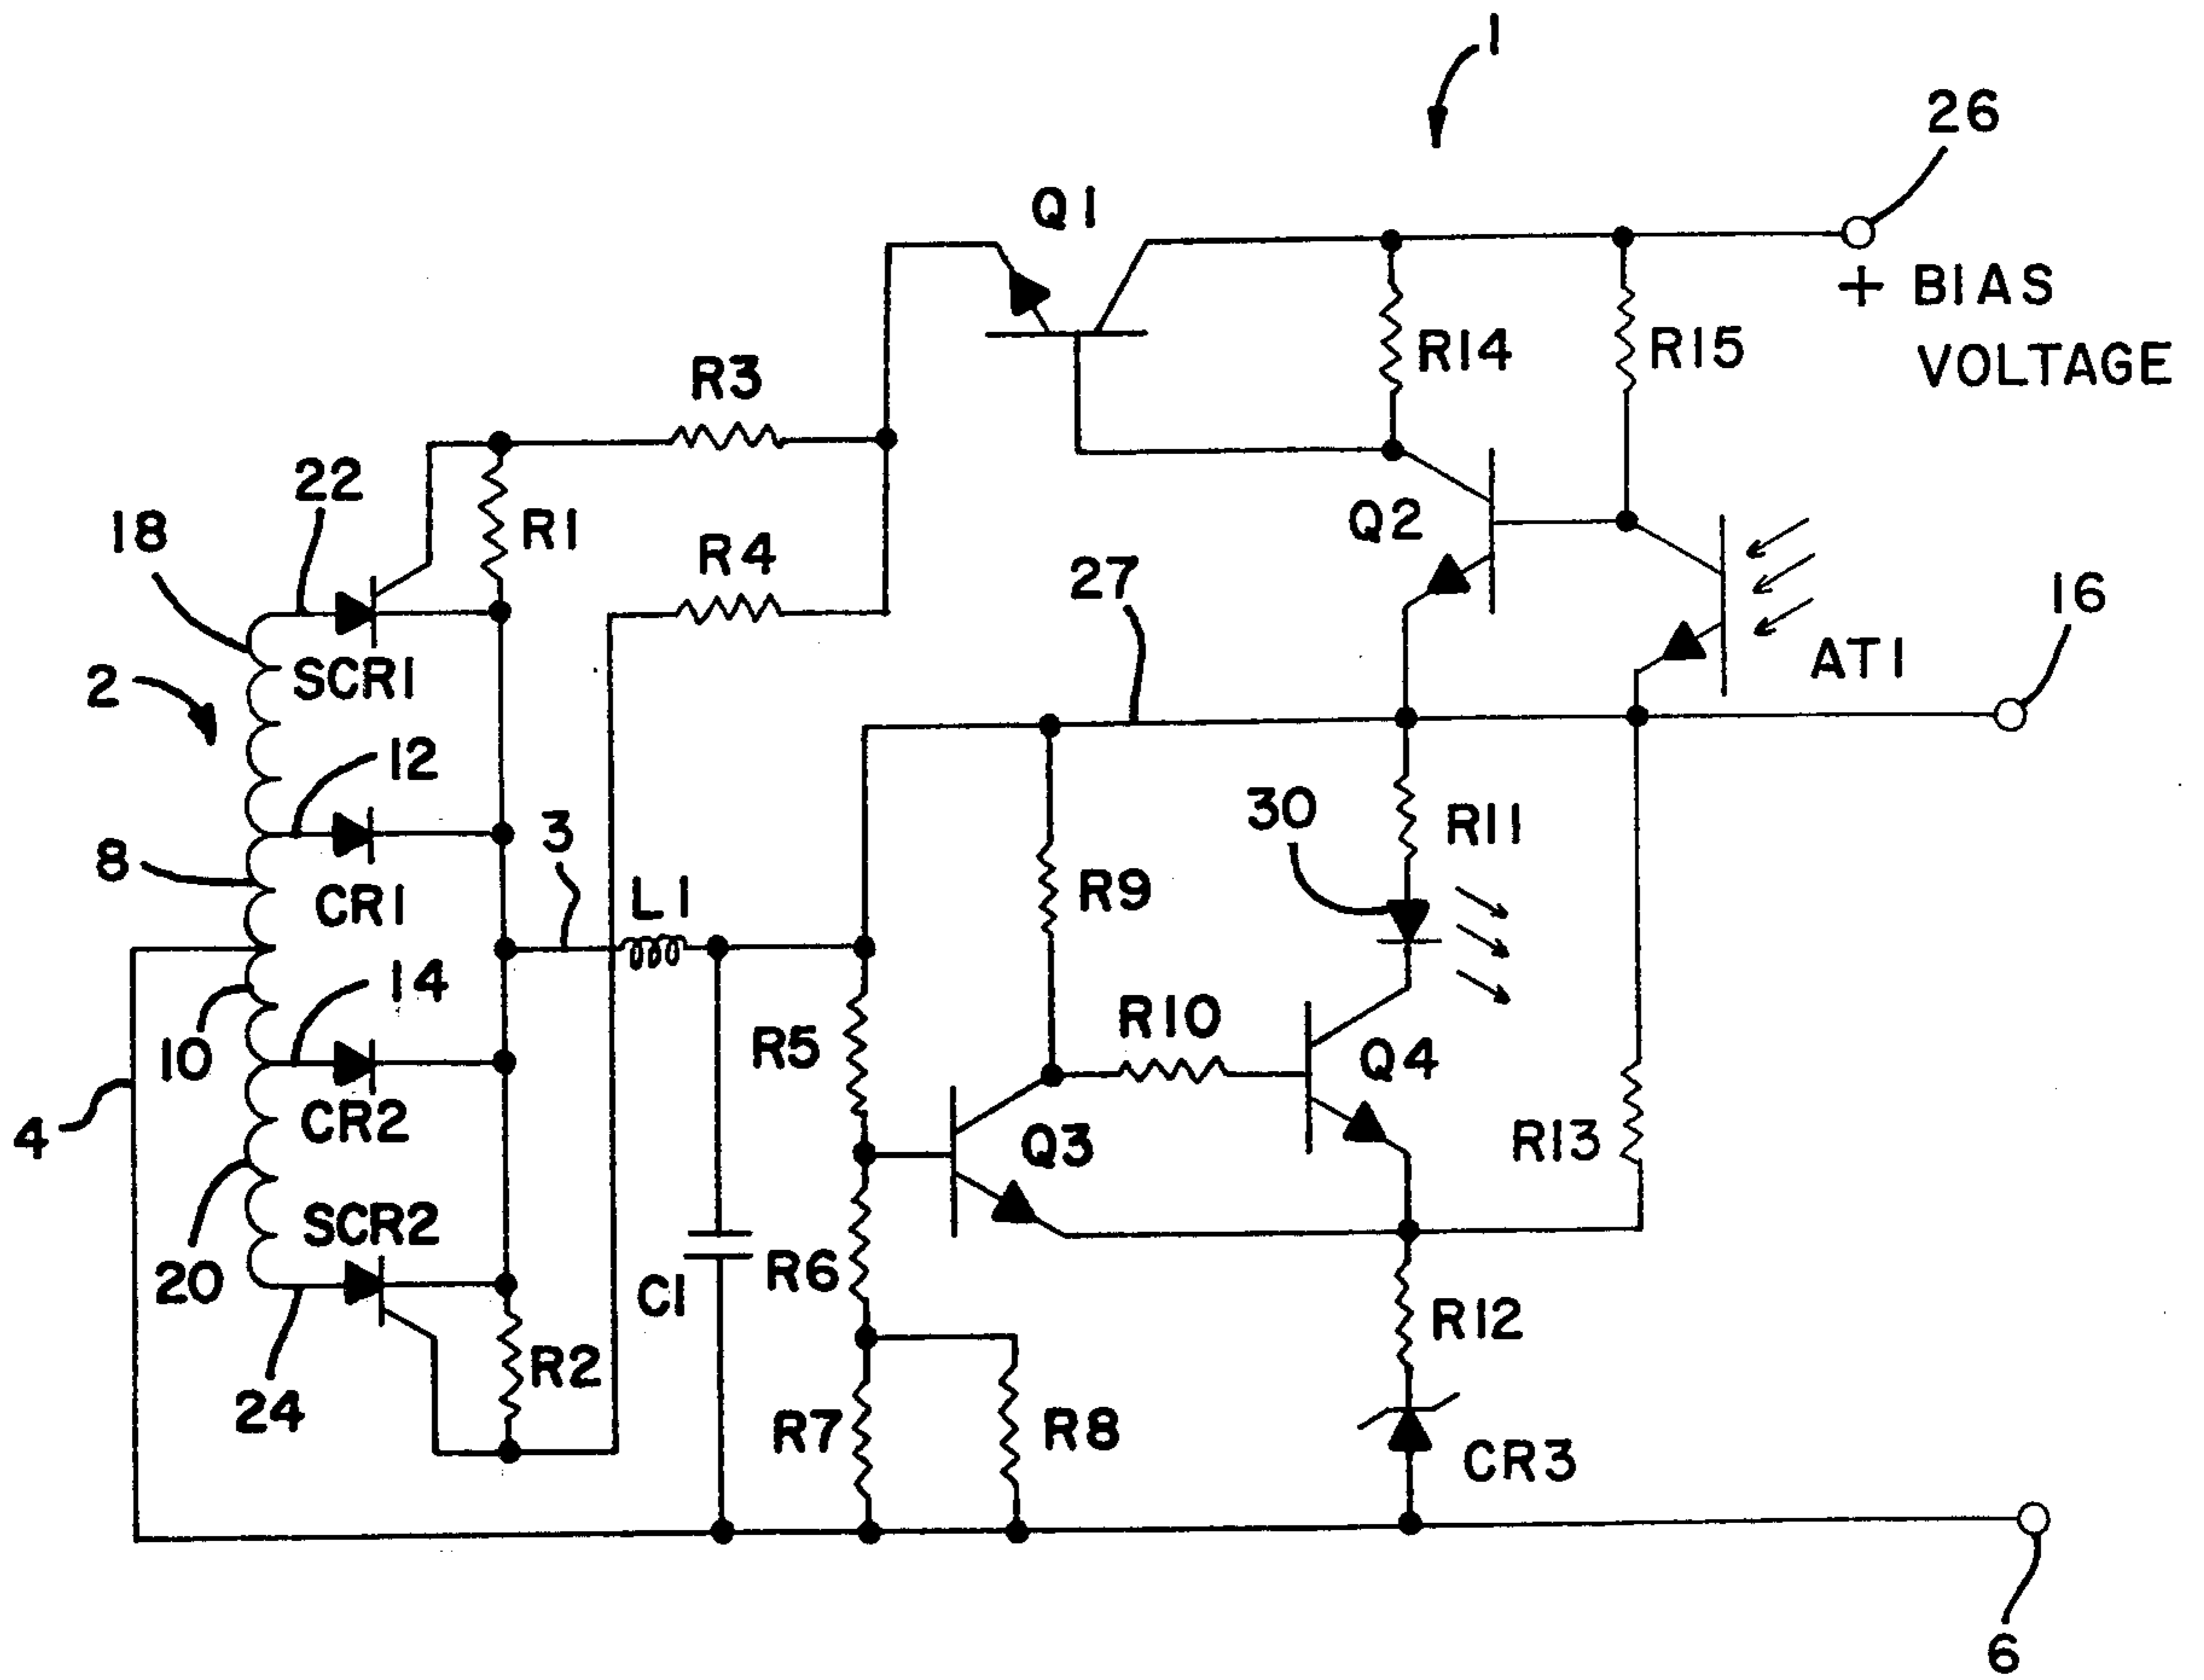 1
26
Q1
+ BIAS
VOLTAGE
R14
R15
R3
22
18
R1
R4
Q2
27
16
AT1
SCR1
2
12
3
30
R11
8
CR1
L1
R9
14
R10
10
R5
Q4
4
CR2
Q3
R13
20
SCR2
C1
R6
R12
R2
24
R7
R8
CR3
6